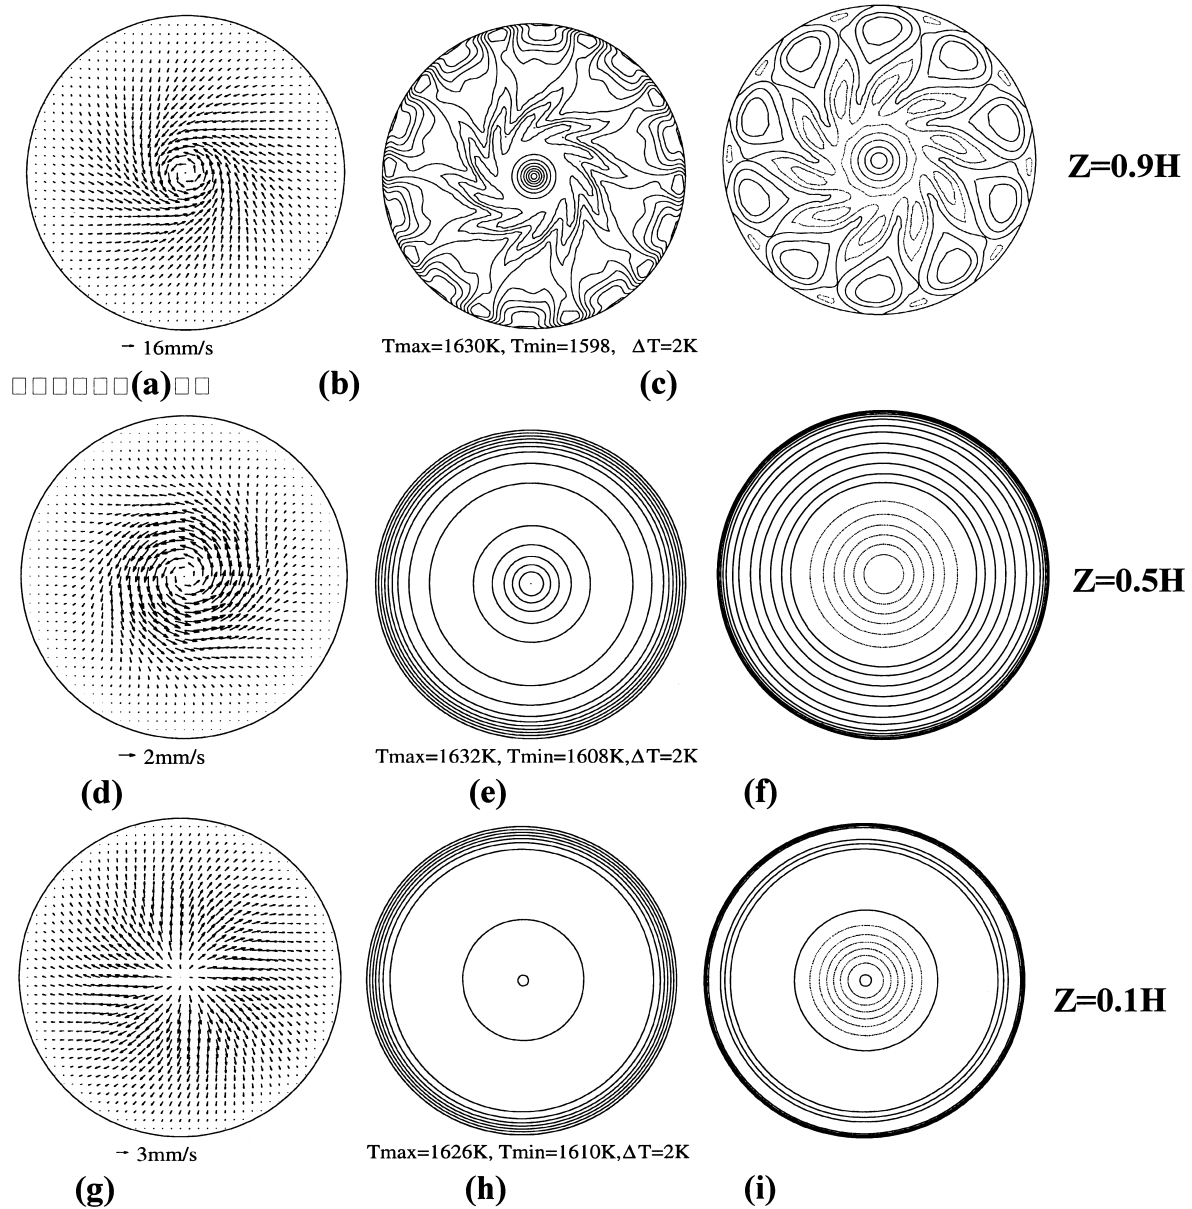 Z=0.9H
16mm/s
Tmax=1630K, Tmin=1598, ΔT=2K
□□□□□□(a)□□ (b) (c)
Z=0.5H
2mm/s
Tmax=1632K, Tmin=1608K,ΔT=2K
(d) (e) (f)
Z=0.1H
3mm/s
Tmax=1626K, Tmin=1610K,ΔT=2K
(g) (h) (i)